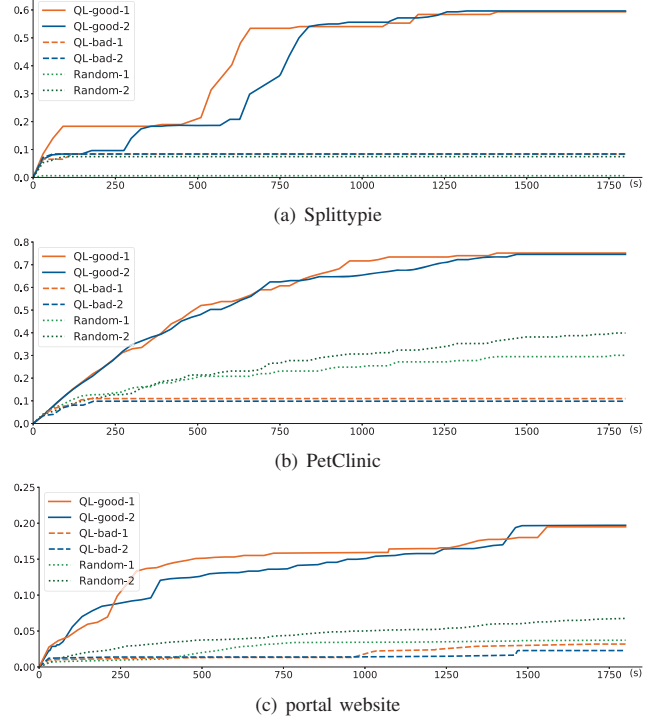 0.6
0.5
0.4
0.3
0.2
0.1
0.0
QL-good-1
QL-good-2
QL-bad-1
QL-bad-2
Random-1
Random-2
0 250 500 750 1000 1250 1500 1750 (s)
(a) Splittypie
0.8
0.7
0.6
0.5
0.4
0.3
0.2
0.1
0.0
QL-good-1
QL-good-2
QL-bad-1
QL-bad-2
Random-1
Random-2
0 250 500 750 1000 1250 1500 1750 (s)
(b) PetClinic
0.25
0.20
0.15
0.10
0.05
0.00
QL-good-1
QL-good-2
QL-bad-1
QL-bad-2
Random-1
Random-2
0 250 500 750 1000 1250 1500 1750 (s)
(c) portal website